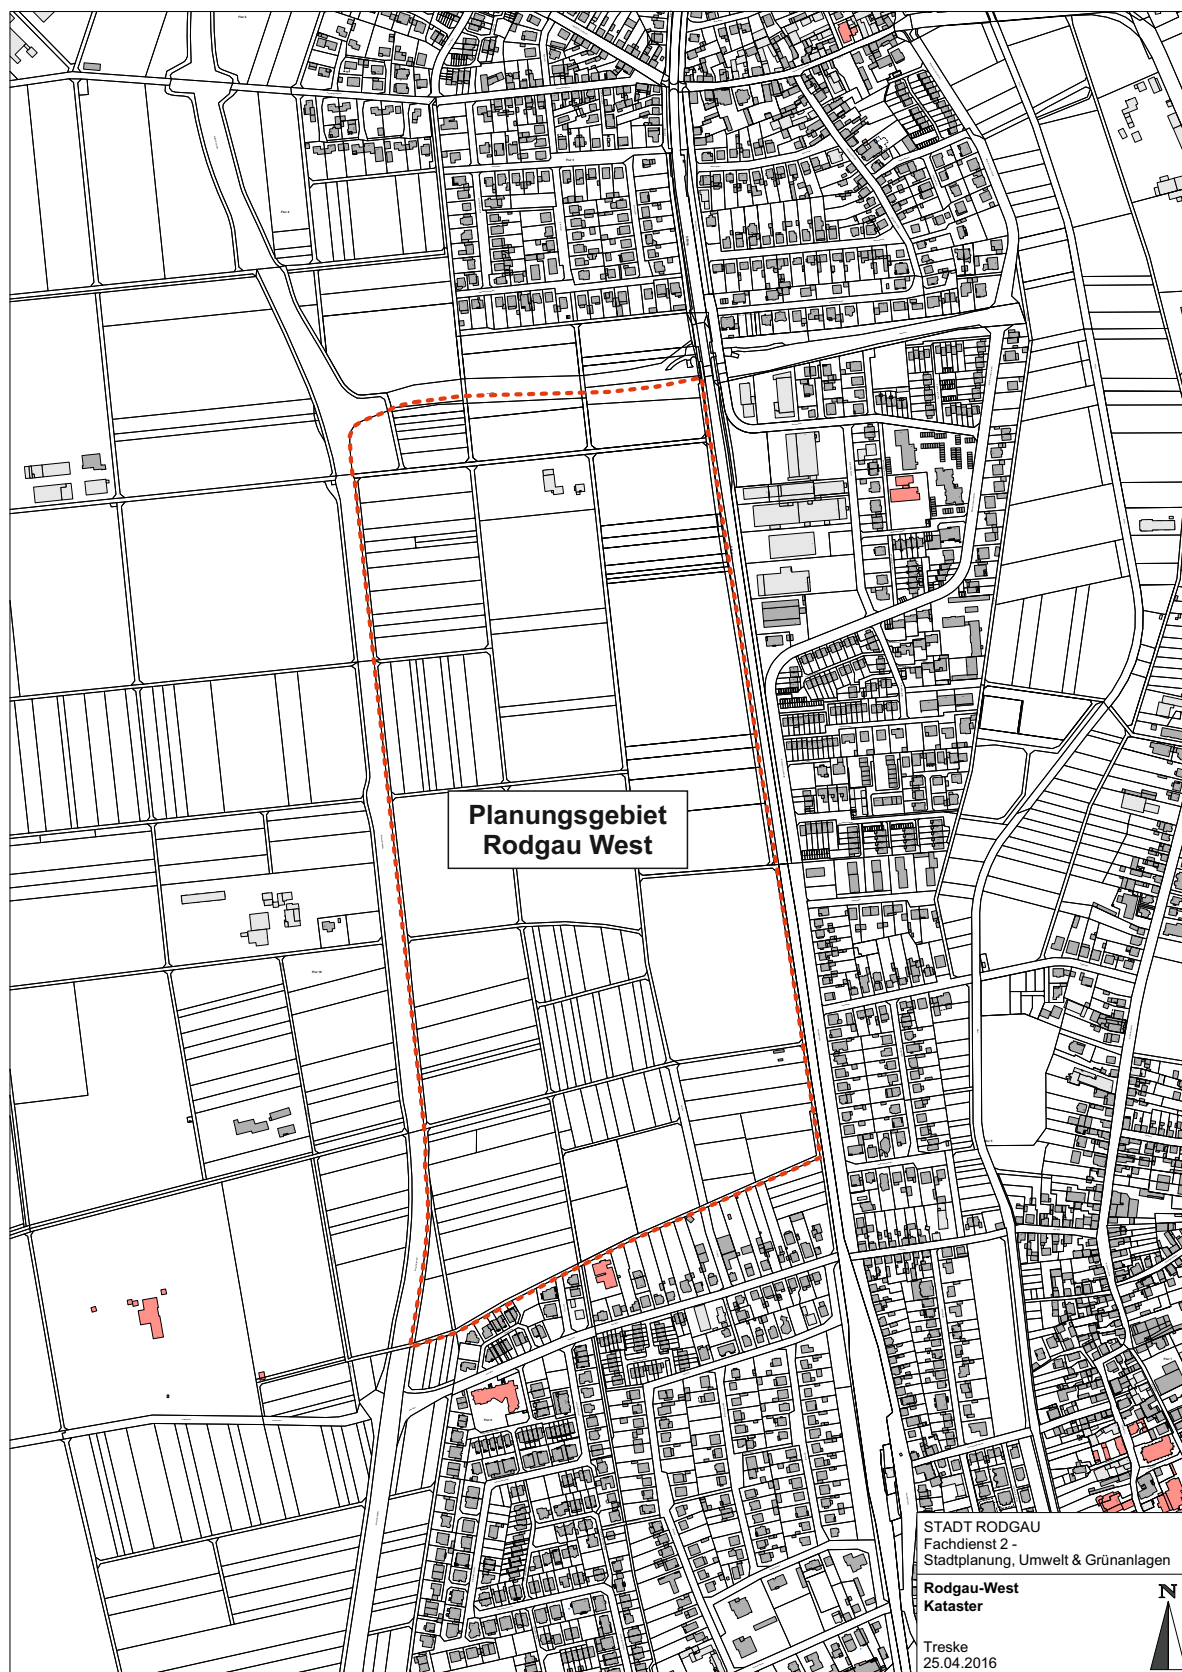 Planungsgebiet
Rodgau West
STADT RODGAU
Fachdienst 2 -
Stadtplanung, Umwelt & Grünanlagen
Rodgau-West
Kataster
N
Treske
25.04.2016